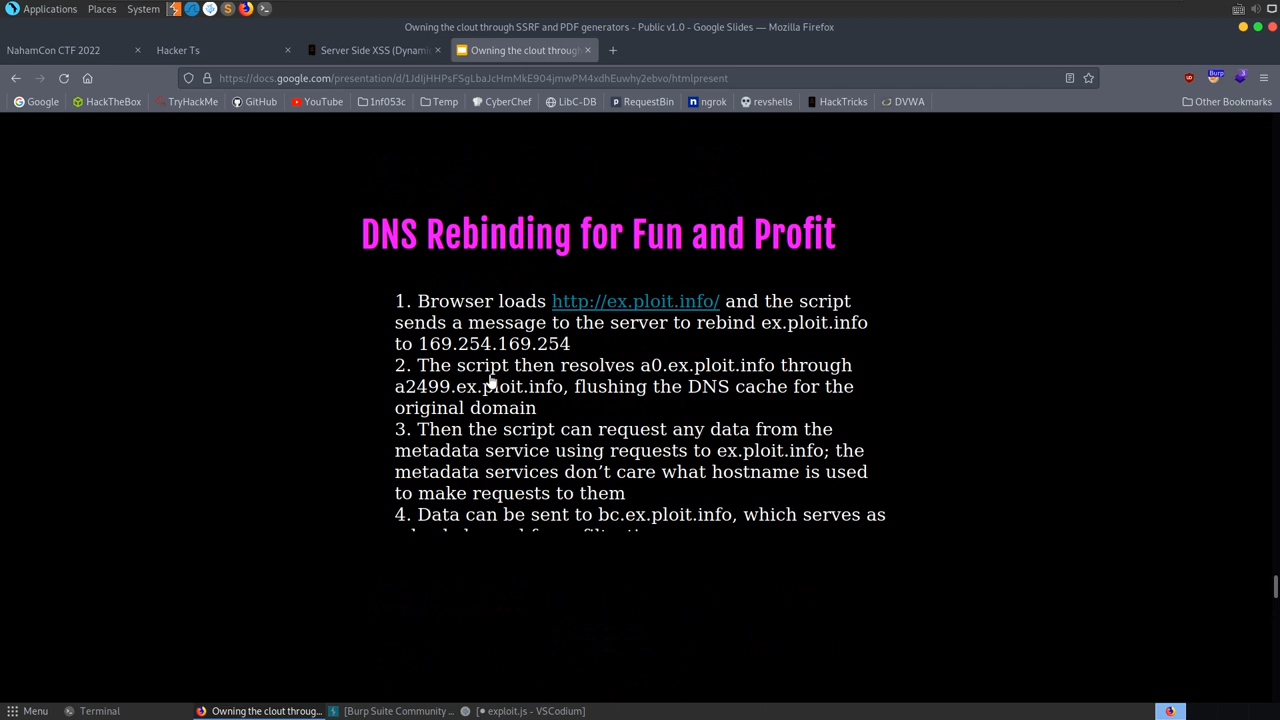 Applications Places System
Owning the clout through SSRF and PDF generators - Public v1.0 - Google Slides — Mozilla Firefox
NahamCon CTF 2022
Hacker Ts
Server Side XSS (Dynamic
Owning the clout through
https://docs.google.com/presentation/d/1JdIjHHPsFSgLbaJcHmMkE904jmwPM4xdhEuwhy2ebvo/htmlpresent
Burp
Google HackTheBox TryHackMe GitHub YouTube 1nf053c Temp CyberChef LibC-DB RequestBin ngrok revshells HackTricks DVWA Other Bookmarks
DNS Rebinding for Fun and Profit
1. Browser loads http://ex.ploit.info/ and the script
sends a message to the server to rebind ex.ploit.info
to 169.254.169.254
2. The script then resolves a0.ex.ploit.info through
a2499.ex.ploit.info, flushing the DNS cache for the
original domain
3. Then the script can request any data from the
metadata service using requests to ex.ploit.info; the
metadata services don’t care what hostname is used
to make requests to them
4. Data can be sent to bc.ex.ploit.info, which serves as
Menu Terminal Owning the clout throug... [Burp Suite Community ... [• exploit.js - VSCodium]